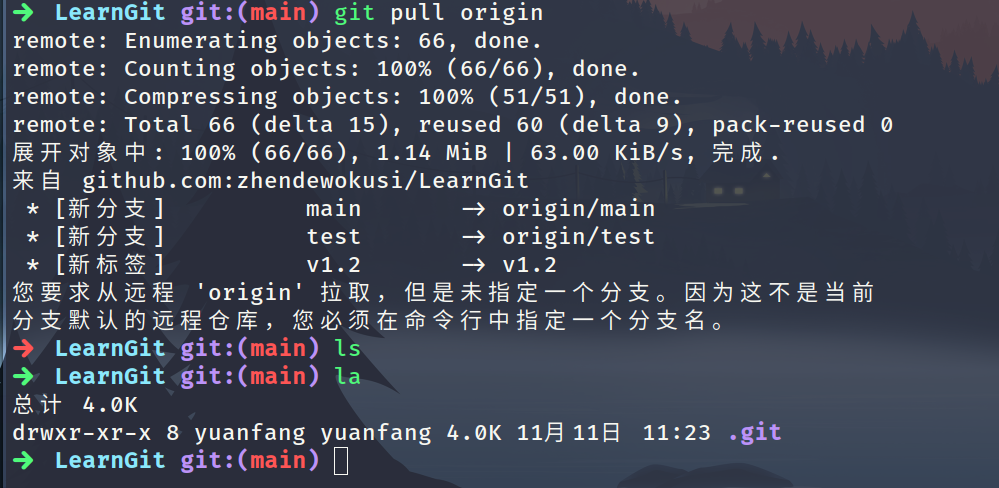 ➜ LearnGit git:(main) git pull origin
remote: Enumerating objects: 66, done.
remote: Counting objects: 100% (66/66), done.
remote: Compressing objects: 100% (51/51), done.
remote: Total 66 (delta 15), reused 60 (delta 9), pack-reused 0
展开对象中: 100% (66/66), 1.14 MiB | 63.00 KiB/s, 完成.
来自 github.com:zhendewokusi/LearnGit
* [新分支] main -> origin/main
* [新分支] test -> origin/test
* [新标签] v1.2 -> v1.2
您要求从远程 'origin' 拉取，但是未指定一个分支。因为这不是当前
分支默认的远程仓库，您必须在命令行中指定一个分支名。
➜ LearnGit git:(main) ls
➜ LearnGit git:(main) la
总计 4.0K
drwxr-xr-x 8 yuanfang yuanfang 4.0K 11月11日 11:23 .git
➜ LearnGit git:(main)